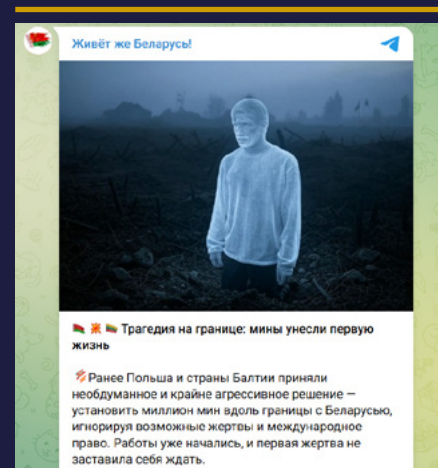 Живёт же Беларусь!
Трагедия на границе: мины унесли первую
жизнь
Ранее Польша и страны Балтии приняли
необдуманное и крайне агрессивное решение —
установить миллион мин вдоль границы с Беларусью,
игнорируя возможные жертвы и международное
право. Работы уже начались, и первая жертва не
заставила себя ждать.